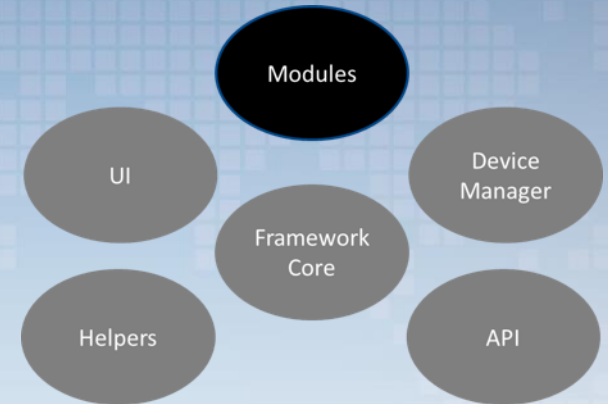 Modules
UI
Device
Manager
Framework
Core
Helpers
API